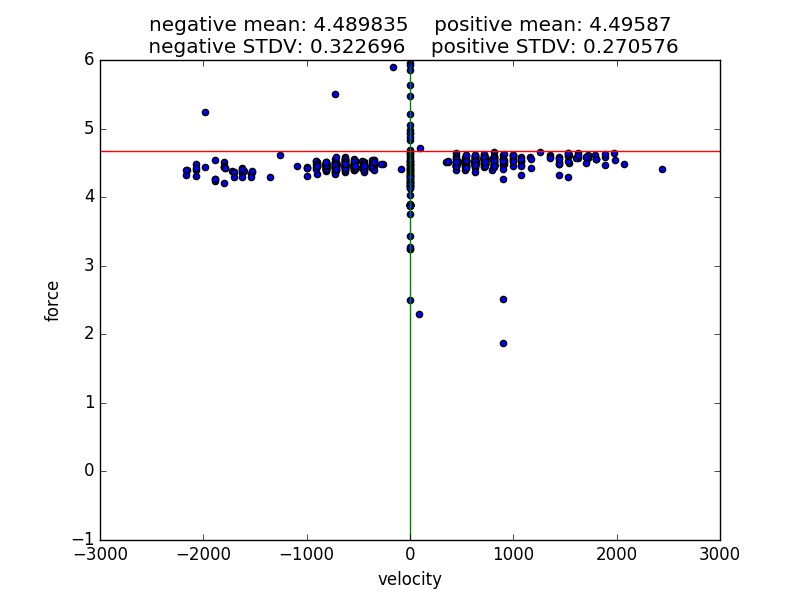 negative mean: 4.489835 positive mean: 4.49587
negative STDV: 0.322696 positive STDV: 0.270576
6
5
4
3
2
1
0
−1
force
−3000 −2000 −1000 0 1000 2000 3000
velocity